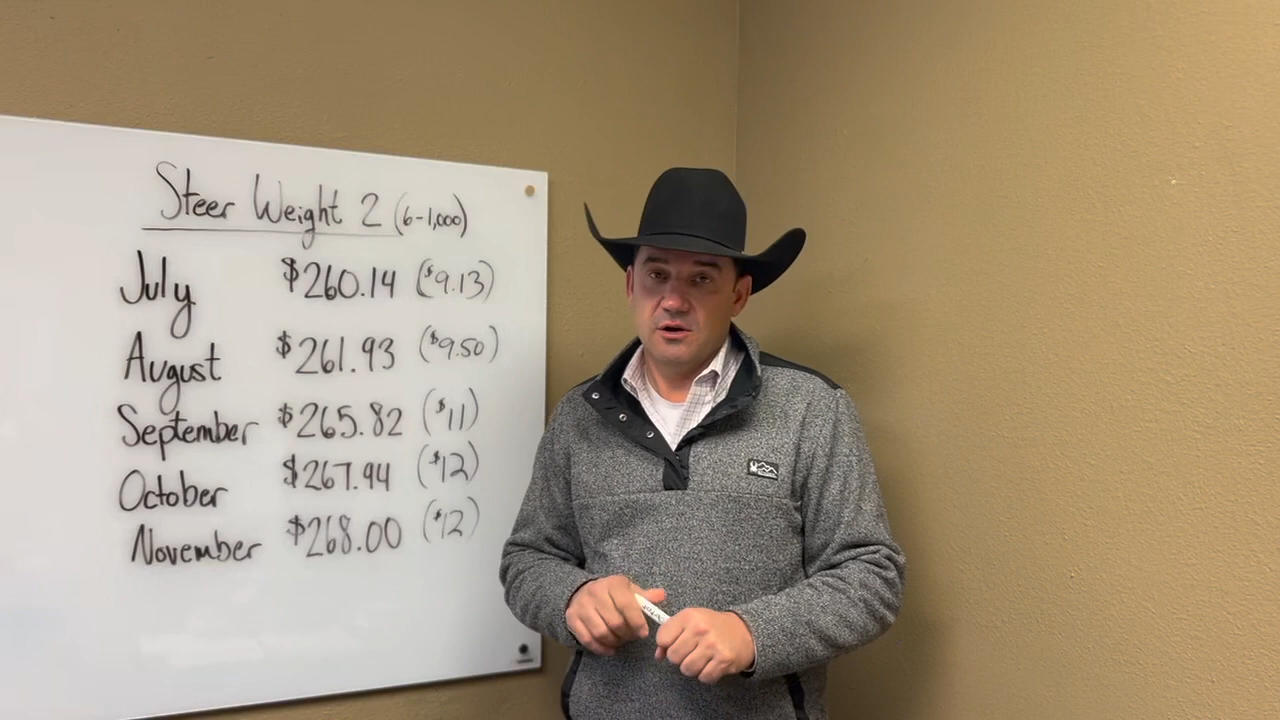 Steer Weight 2 (6-1,000)
July $260.14 ($9.13)
August $261.93 ($9.50)
September $265.82 ($11)
October $267.94 ($12)
November $268.00 ($12)